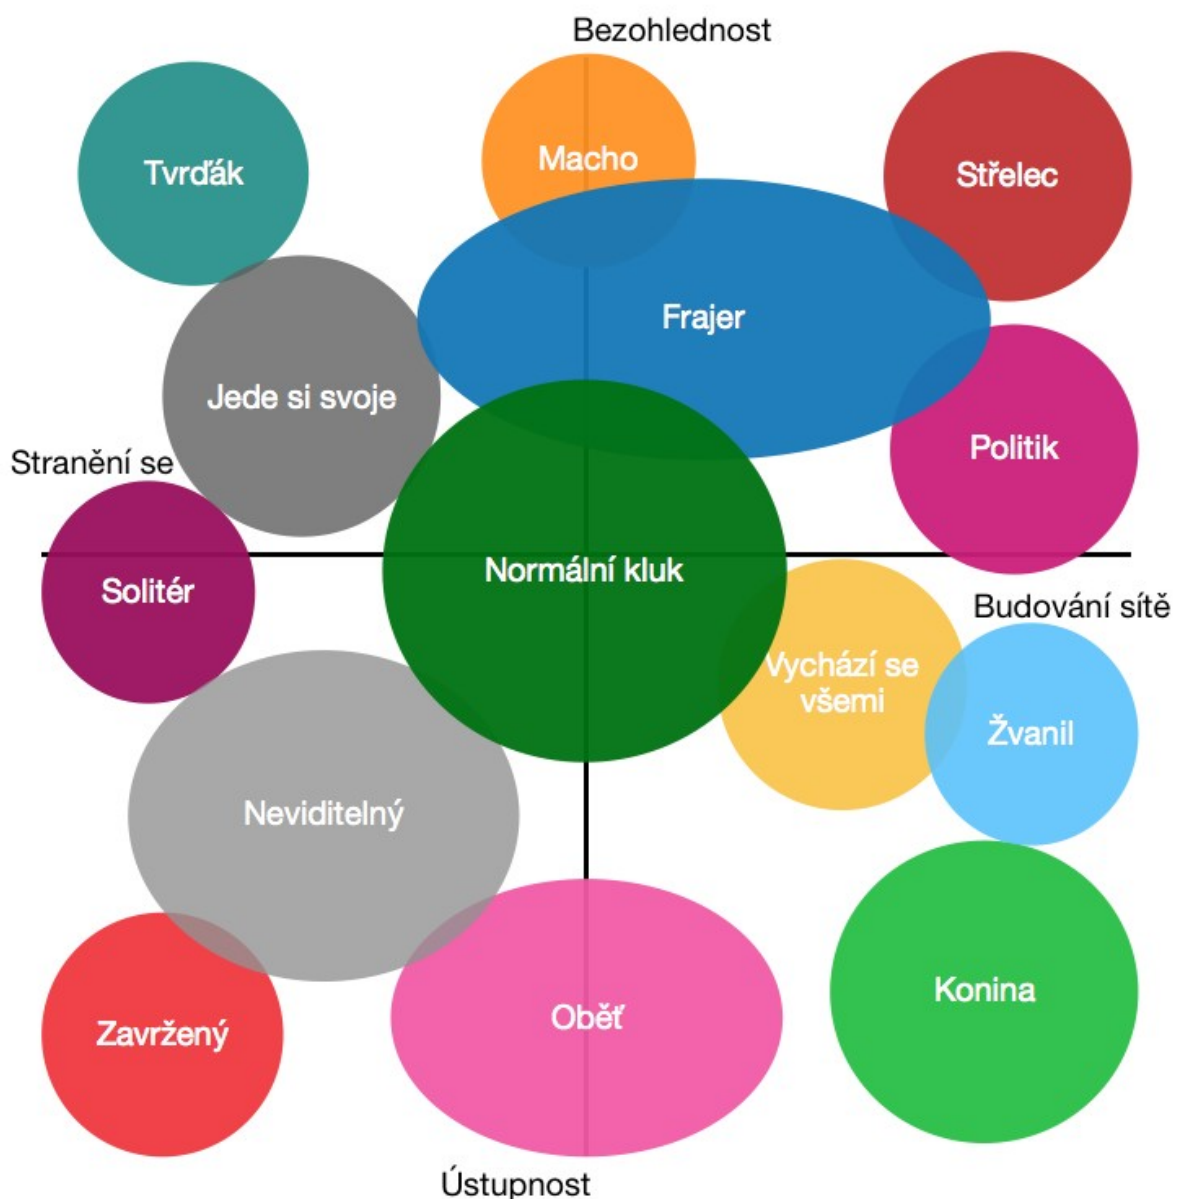 Bezohlednost
Tvrďák
Macho
Střelec
Frajer
Jede si svoje
Politik
Stranění se
Normální kluk
Solitér
Budování sítě
Vychází se
všemi
Žvanil
Neviditelný
Konina
Oběť
Zavržený
Ústupnost